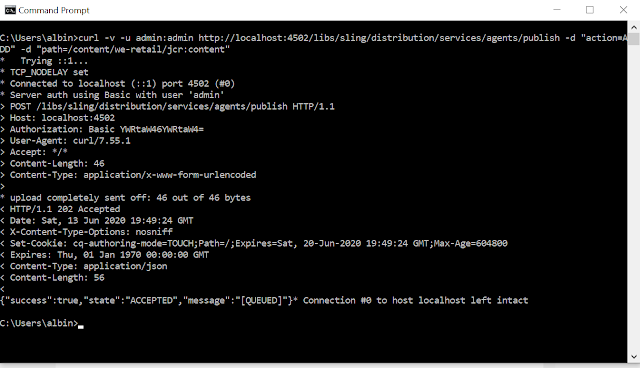 Command Prompt
C:\Users\albin>curl -v -u admin:admin http://localhost:4502/libs/sling/distribution/services/agents/publish -d "action=A
DD" -d "path=/content/we-retail/jcr:content"
*   Trying ::1...
* TCP_NODELAY set
* Connected to localhost (::1) port 4502 (#0)
* Server auth using Basic with user 'admin'
> POST /libs/sling/distribution/services/agents/publish HTTP/1.1
> Host: localhost:4502
> Authorization: Basic YWRtaW46YWRtaW4=
> User-Agent: curl/7.55.1
> Accept: */*
> Content-Length: 46
> Content-Type: application/x-www-form-urlencoded
>
* upload completely sent off: 46 out of 46 bytes
< HTTP/1.1 202 Accepted
< Date: Sat, 13 Jun 2020 19:49:24 GMT
< X-Content-Type-Options: nosniff
< Set-Cookie: cq-authoring-mode=TOUCH;Path=/;Expires=Sat, 20-Jun-2020 19:49:24 GMT;Max-Age=604800
< Expires: Thu, 01 Jan 1970 00:00:00 GMT
< Content-Type: application/json
< Content-Length: 56
<
{"success":true,"state":"ACCEPTED","message":"[QUEUED]"}* Connection #0 to host localhost left intact
C:\Users\albin>